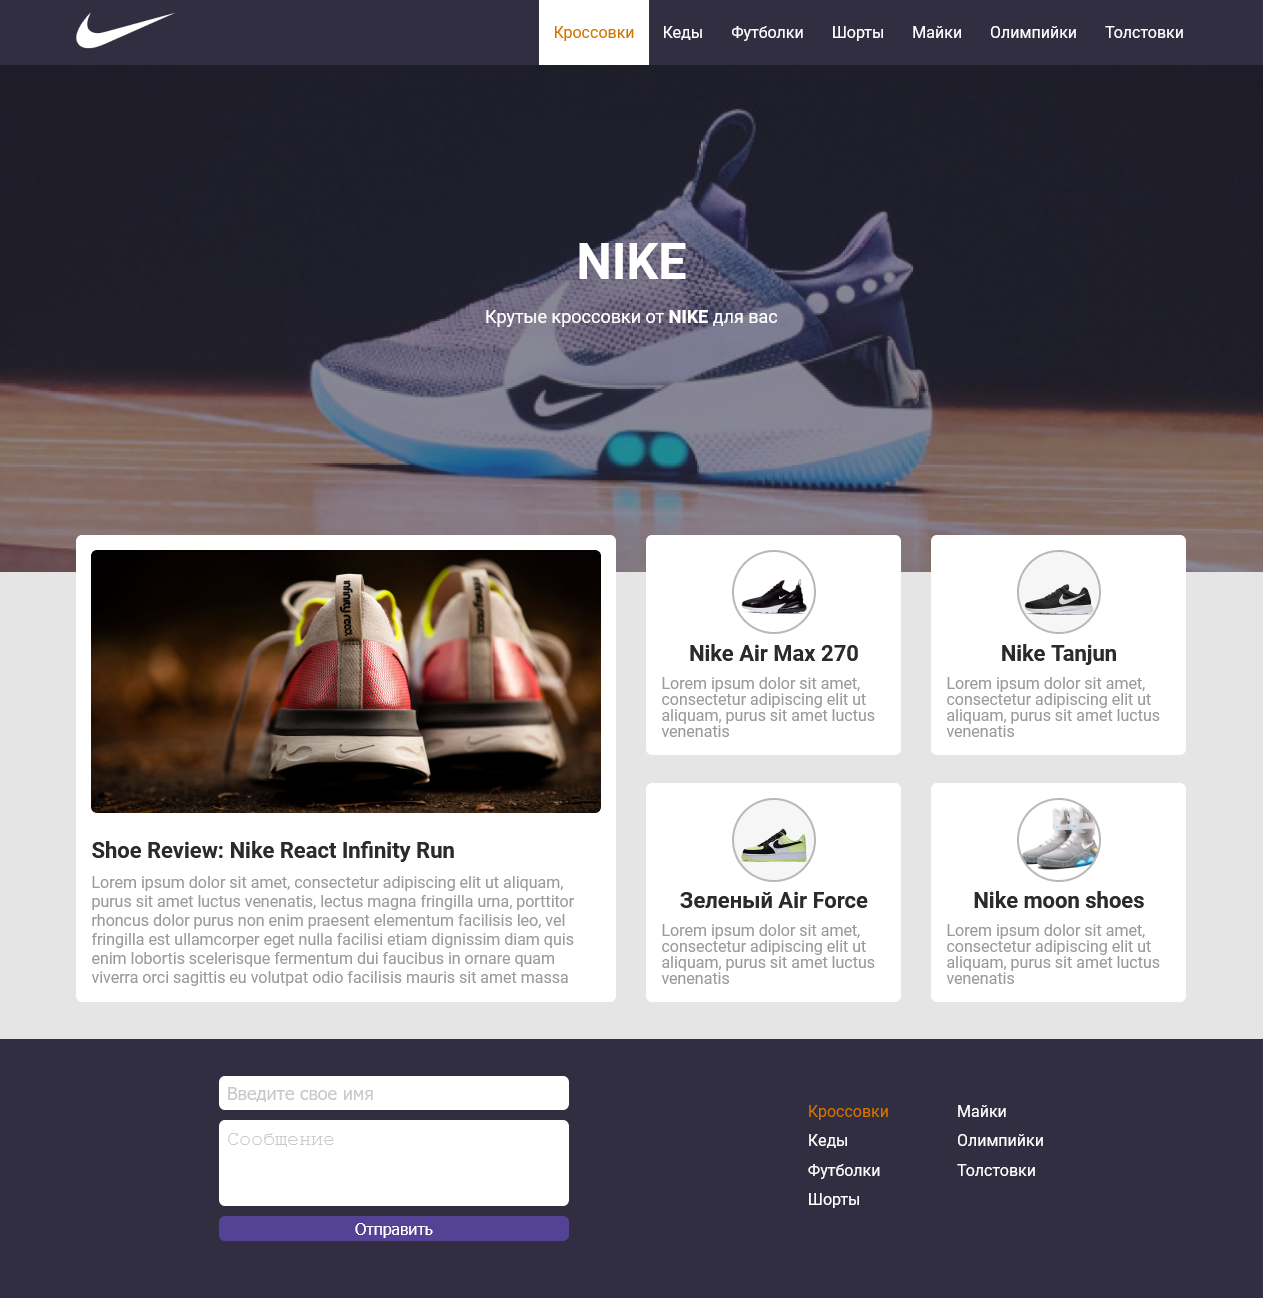 Кроссовки Кеды Футболки Шорты Майки Олимпийки Толстовки
NIKE
Крутые кроссовки от NIKE для вас
Shoe Review: Nike React Infinity Run
Lorem ipsum dolor sit amet, consectetur adipiscing elit ut aliquam,
purus sit amet luctus venenatis, lectus magna fringilla urna, porttitor
rhoncus dolor purus non enim praesent elementum facilisis leo, vel
fringilla est ullamcorper eget nulla facilisi etiam dignissim diam quis
enim lobortis scelerisque fermentum dui faucibus in ornare quam
viverra orci sagittis eu volutpat odio facilisis mauris sit amet massa
Nike Air Max 270
Lorem ipsum dolor sit amet,
consectetur adipiscing elit ut
aliquam, purus sit amet luctus
venenatis
Nike Tanjun
Lorem ipsum dolor sit amet,
consectetur adipiscing elit ut
aliquam, purus sit amet luctus
venenatis
Зеленый Air Force
Lorem ipsum dolor sit amet,
consectetur adipiscing elit ut
aliquam, purus sit amet luctus
venenatis
Nike moon shoes
Lorem ipsum dolor sit amet,
consectetur adipiscing elit ut
aliquam, purus sit amet luctus
venenatis
Введите свое имя
Сообщение
Отправить
Кроссовки
Кеды
Футболки
Шорты
Майки
Олимпийки
Толстовки